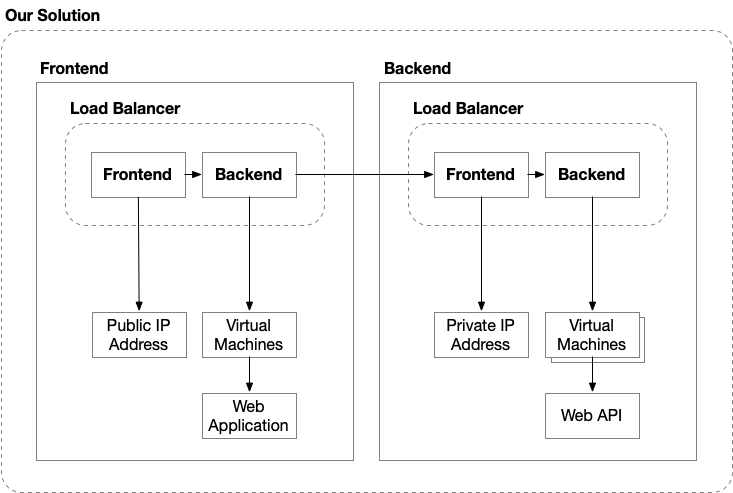 Our Solution
Frontend
Backend
Load Balancer
Load Balancer
Frontend
Backend
Frontend
Backend
Public IP
Address
Virtual
Machines
Private IP
Address
Virtual
Machines
Web
Application
Web API